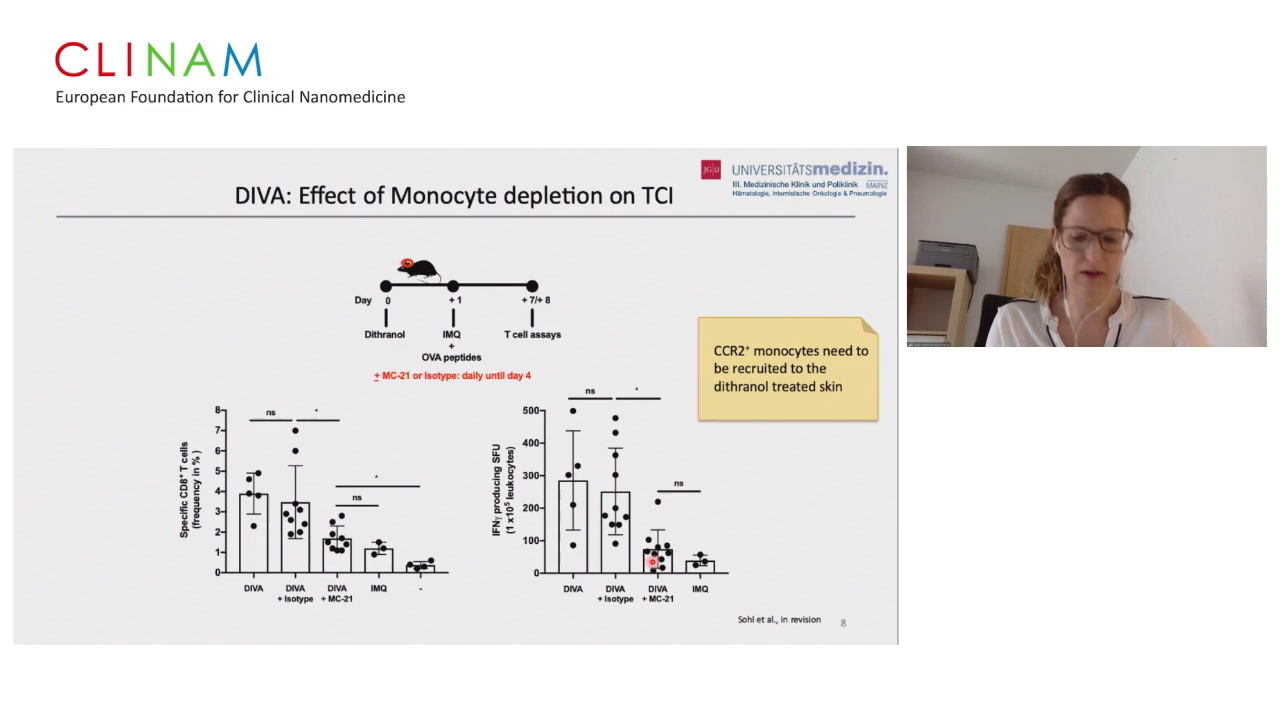 CLINAM
European Foundation for Clinical Nanomedicine
JG|U
UNIVERSITÄTSmedizin.
III. Medizinische Klinik und Poliklinik MAINZ
Hämatologie, Internistische Onkologie & Pneumologie
DIVA: Effect of Monocyte depletion on TCI
Day 0 + 1 + 7/+ 8
Dithranol IMQ T cell assays
+
OVA peptides
+ MC-21 or Isotype: daily until day 4
CCR2⁺ monocytes need to
be recruited to the
dithranol treated skin
Specific CD8⁺ T cells
(frequency in % )
8
7
6
5
4
3
2
1
0
ns *
*
ns
DIVA
DIVA
+ Isotype
DIVA
+ MC-21
IMQ
-
IFNγ producing SFU
(1 x10⁵ leukocytes)
500
400
300
200
100
0
ns *
ns
DIVA
DIVA
+ Isotype
DIVA
+ MC-21
IMQ
Sohl et al., in revision
8